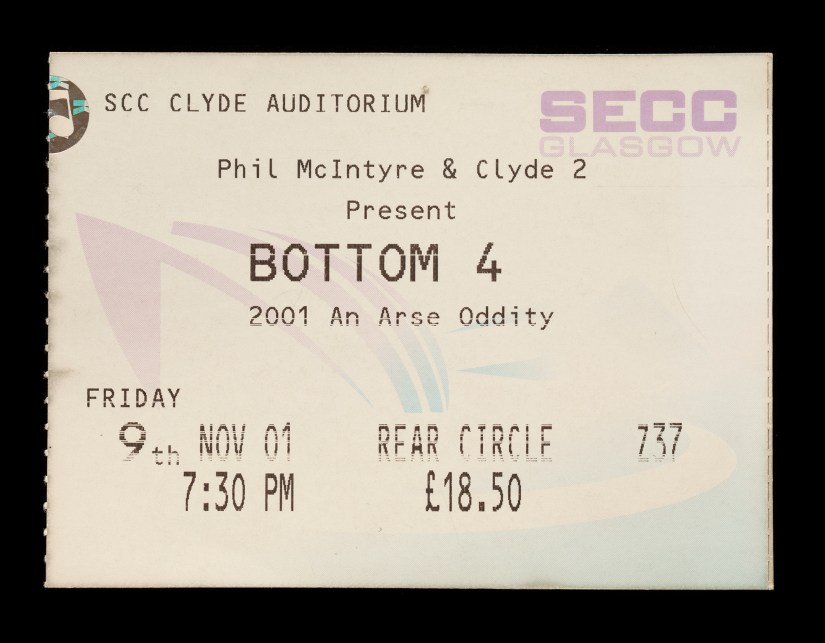 SCC CLYDE AUDITORIUM
SECC
GLASGOW
Phil McIntyre & Clyde 2
Present
BOTTOM 4
2001 An Arse Oddity
FRIDAY
9th NOV 01 REAR CIRCLE Z37
7:30 PM £18.50